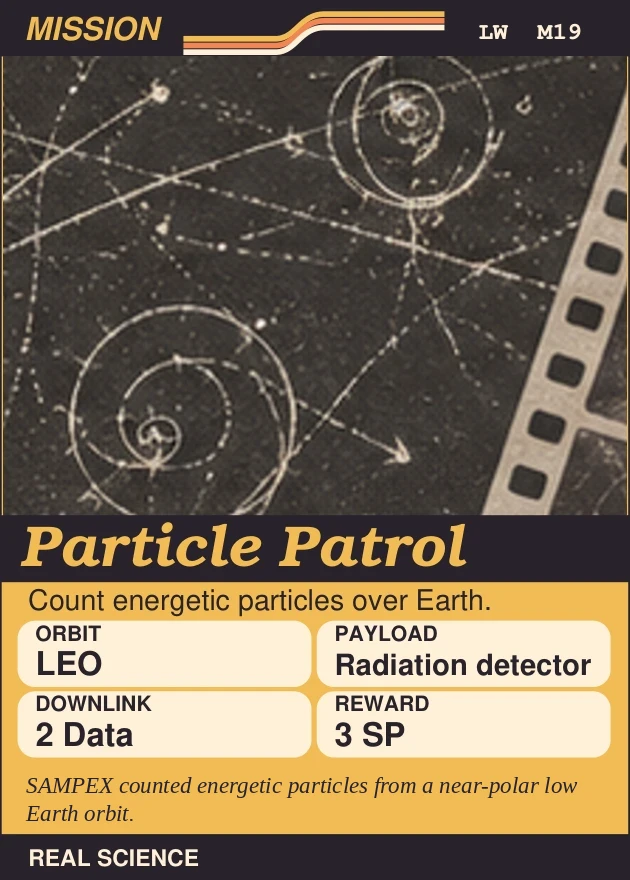 MISSION
LW M19
Particle Patrol
Count energetic particles over Earth.
ORBIT
LEO
PAYLOAD
Radiation detector
DOWNLINK
2 Data
REWARD
3 SP
SAMPEX counted energetic particles from a near-polar low
Earth orbit.
REAL SCIENCE